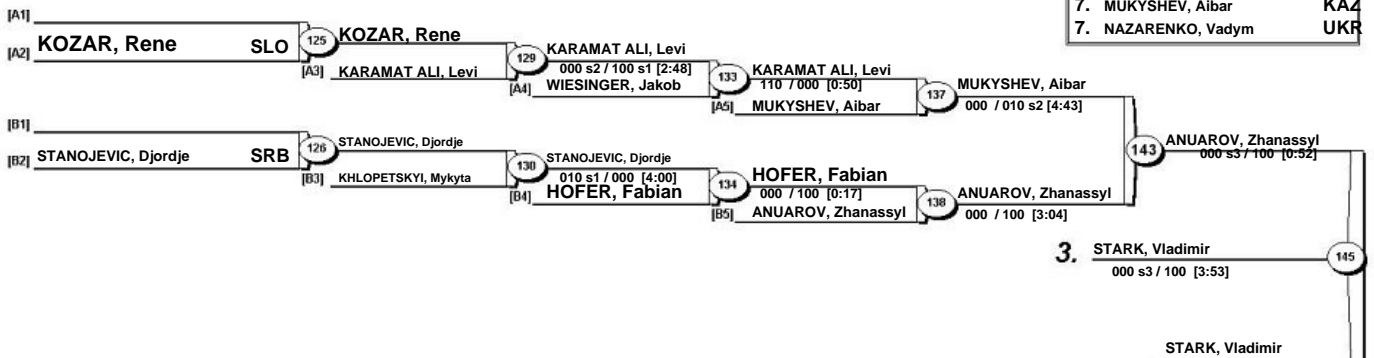 7. MUKYSHEV, Aibar KAZ
7. NAZARENKO, Vadym UKR
[A1]
[A2] KOZAR, Rene SLO 125 KOZAR, Rene
[A3] KARAMAT ALI, Levi
129 KARAMAT ALI, Levi
000 s2 / 100 s1 [2:48]
[A4] WIESINGER, Jakob
133 KARAMAT ALI, Levi
110 / 000 [0:50]
[A5] MUKYSHEV, Aibar
137 MUKYSHEV, Aibar
000 / 010 s2 [4:43]
[B1]
[B2] STANOJEVIC, Djordje SRB 126 STANOJEVIC, Djordje
[B3] KHLOPETSKYI, Mykyta
130 STANOJEVIC, Djordje
010 s1 / 000 [4:00]
[B4] HOFER, Fabian
134 HOFER, Fabian
000 / 100 [0:17]
[B5] ANUAROV, Zhanassyl
138 ANUAROV, Zhanassyl
000 / 100 [3:04]
143 ANUAROV, Zhanassyl
000 s3 / 100 [0:52]
3. STARK, Vladimir 145
000 s3 / 100 [3:53]
STARK, Vladimir